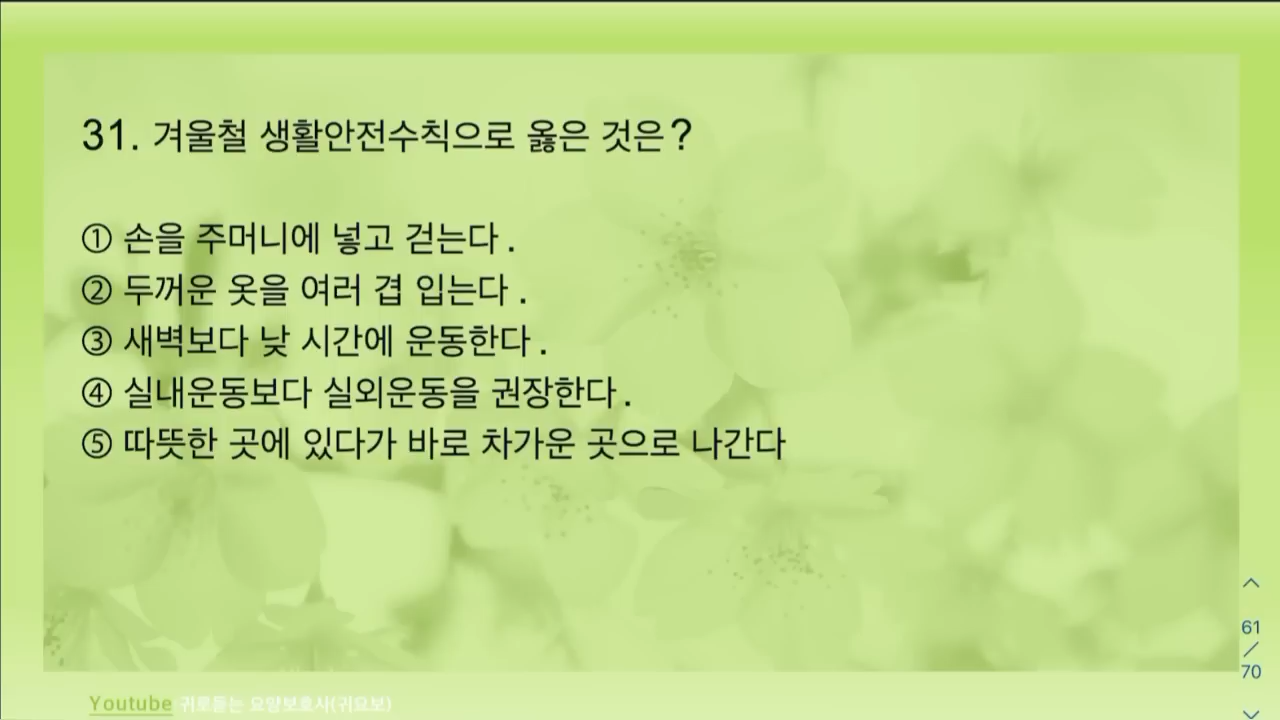 31. 겨울철 생활안전수칙으로 옳은 것은?
① 손을 주머니에 넣고 걷는다.
② 두꺼운 옷을 여러 겹 입는다.
③ 새벽보다 낮 시간에 운동한다.
④ 실내운동보다 실외운동을 권장한다.
⑤ 따뜻한 곳에 있다가 바로 차가운 곳으로 나간다
61
/
70
Youtube 귀로듣는 요양보호사(귀요보)